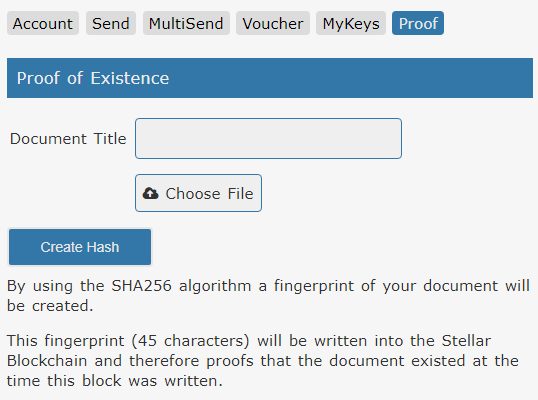 Account Send MultiSend Voucher MyKeys Proof
Proof of Existence
Document Title
Choose File
Create Hash
By using the SHA256 algorithm a fingerprint of your document will
be created.
This fingerprint (45 characters) will be written into the Stellar
Blockchain and therefore proofs that the document existed at the
time this block was written.